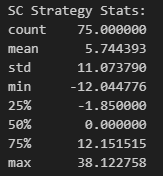 SC Strategy Stats:
count 75.000000
mean 5.744393
std 11.073790
min -12.044776
25% -1.850000
50% 0.000000
75% 12.151515
max 38.122758